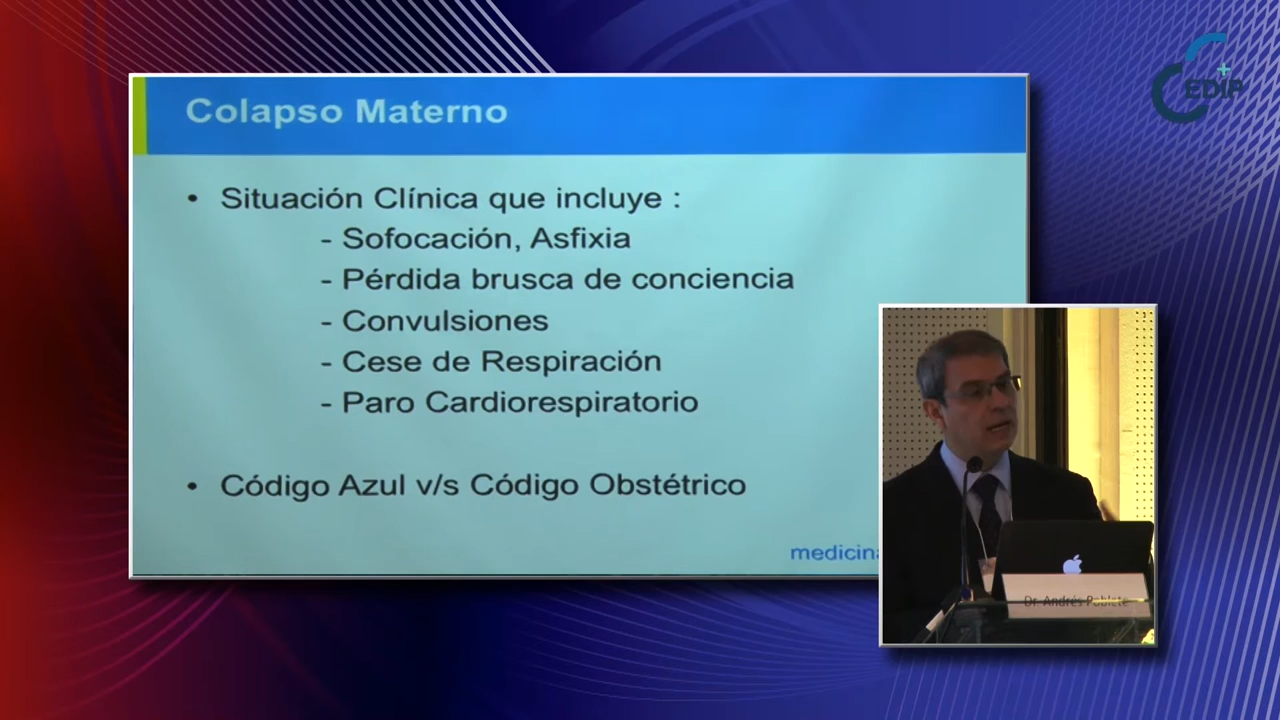 Colapso Materno
• Situación Clínica que incluye :
- Sofocación, Asfixia
- Pérdida brusca de conciencia
- Convulsiones
- Cese de Respiración
- Paro Cardiorespiratorio
• Código Azul v/s Código Obstétrico
medicina
CEDIP
Dr. Andrés Poblete